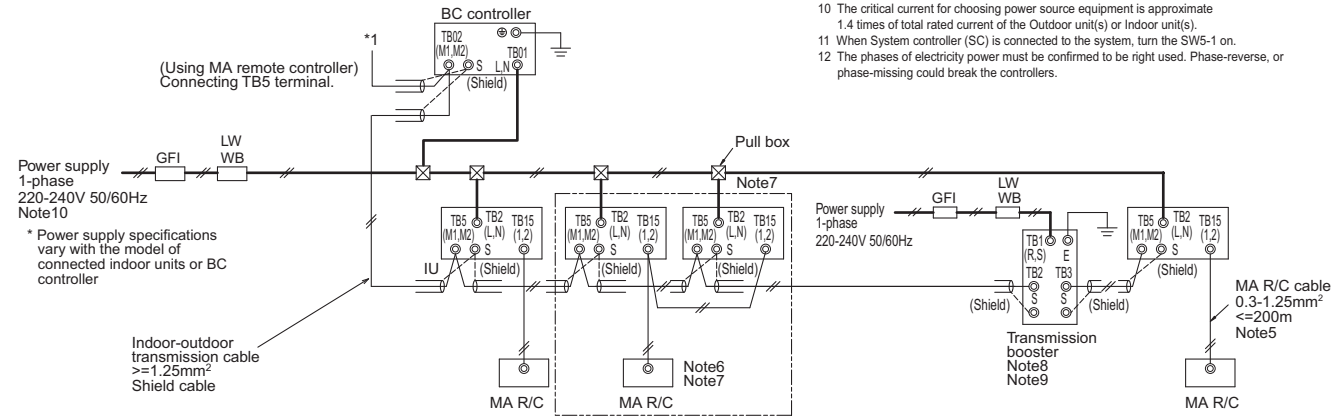 10 The critical current for choosing power source equipment is approximate
1.4 times of total rated current of the Outdoor unit(s) or Indoor unit(s).
11 When System controller (SC) is connected to the system, turn the SW5-1 on.
12 The phases of electricity power must be confirmed to be right used. Phase-reverse, or
phase-missing could break the controllers.
BC controller
TB02
(M1,M2)
S
TB01
L,N
(Shield)
*1
(Using MA remote controller)
Connecting TB5 terminal.
Power supply
1-phase
220-240V 50/60Hz
Note10
* Power supply specifications
vary with the model of
connected indoor units or BC
controller
GFI
LW
WB
Pull box
Note7
Indoor-outdoor
transmission cable
>=1.25mm²
Shield cable
IU
TB5
(M1,M2)
TB2
(L,N)
TB15
(1,2)
S
(Shield)
MA R/C
TB5
(M1,M2)
TB2
(L,N)
TB15
(1,2)
S
(Shield)
MA R/C
Note6
Note7
TB5
(M1,M2)
TB2
(L,N)
TB15
(1,2)
S
(Shield)
Power supply
1-phase
220-240V 50/60Hz
GFI
LW
WB
TB1
(R,S)
E
TB2
S
TB3
S
(Shield)
(Shield)
Transmission
booster
Note8
Note9
TB5
(M1,M2)
TB2
(L,N)
TB15
(1,2)
S
(Shield)
MA R/C cable
0.3-1.25mm²
<=200m
Note5
MA R/C